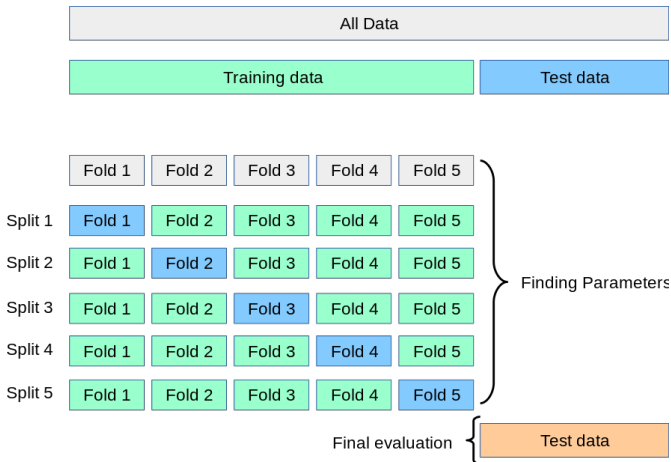 All Data
Training data Test data
Fold 1 Fold 2 Fold 3 Fold 4 Fold 5
Split 1 Fold 1 Fold 2 Fold 3 Fold 4 Fold 5
Split 2 Fold 1 Fold 2 Fold 3 Fold 4 Fold 5
Finding Parameters
Split 3 Fold 1 Fold 2 Fold 3 Fold 4 Fold 5
Split 4 Fold 1 Fold 2 Fold 3 Fold 4 Fold 5
Split 5 Fold 1 Fold 2 Fold 3 Fold 4 Fold 5
Final evaluation Test data